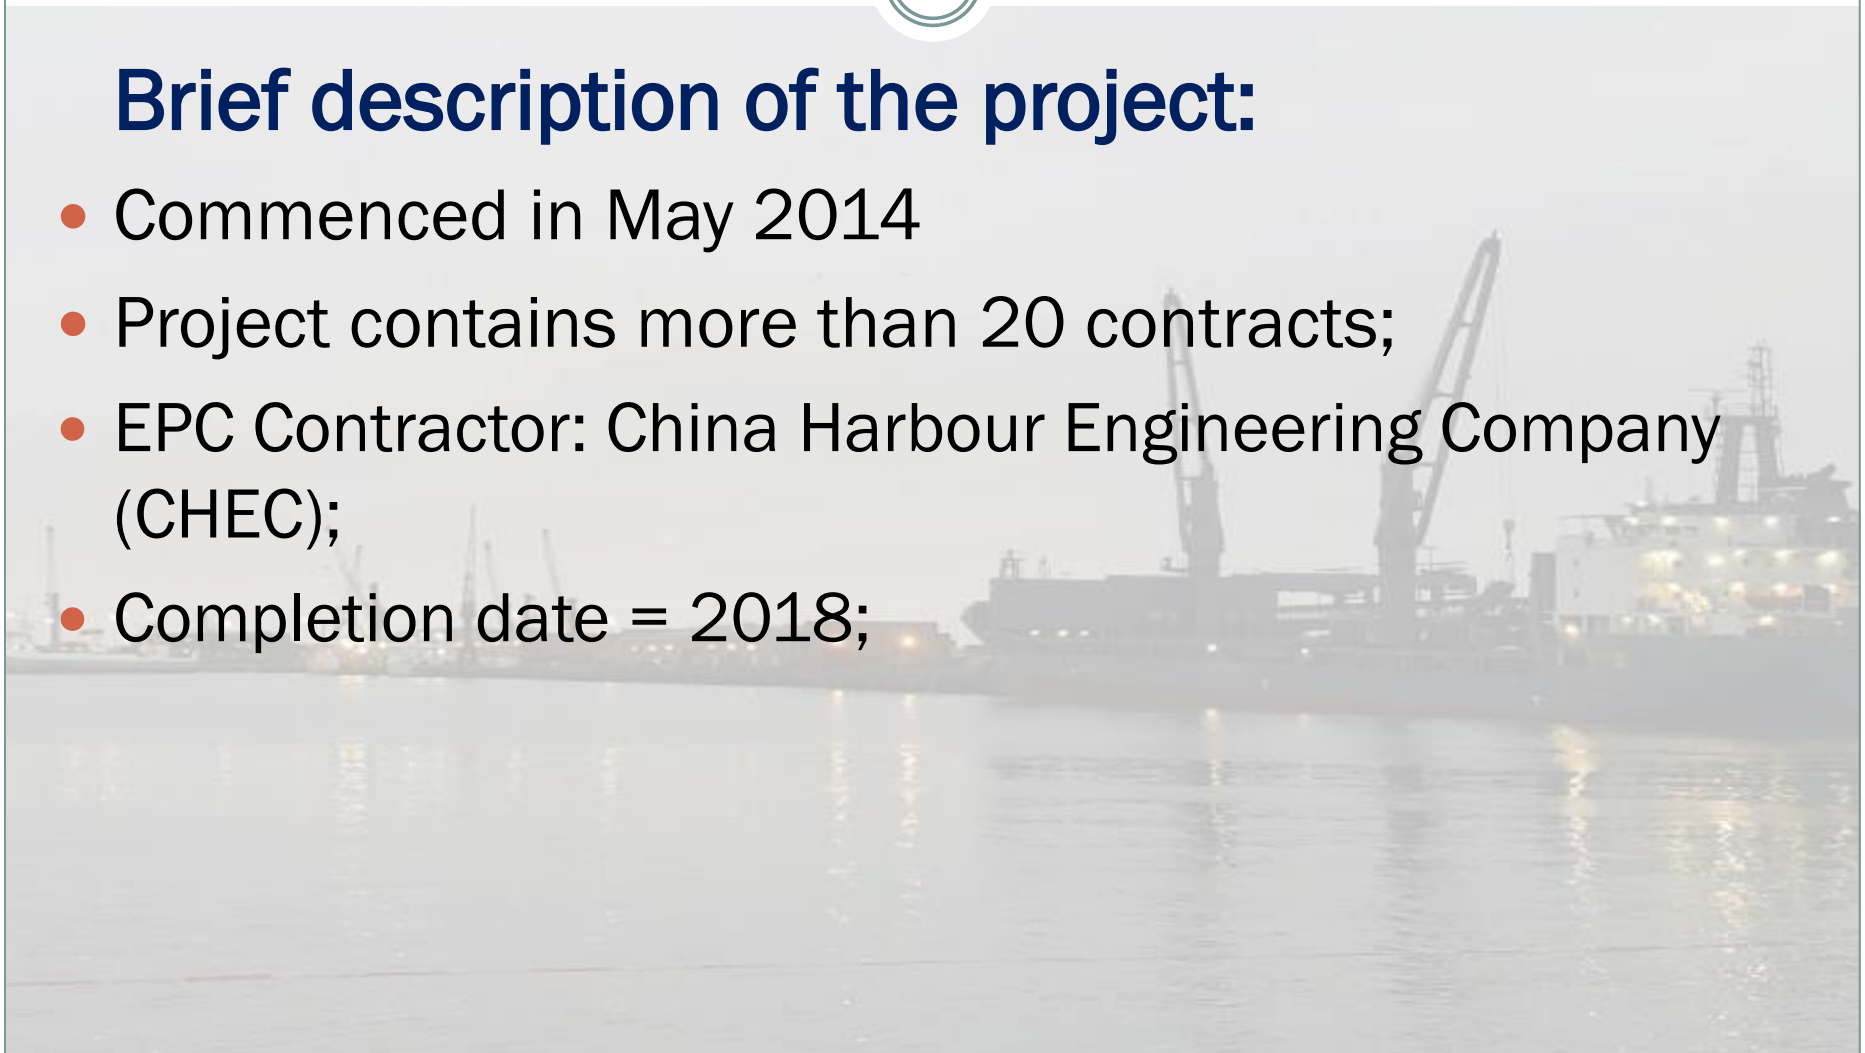 Brief description of the project:
• Commenced in May 2014
• Project contains more than 20 contracts;
• EPC Contractor: China Harbour Engineering Company
(CHEC);
• Completion date = 2018;